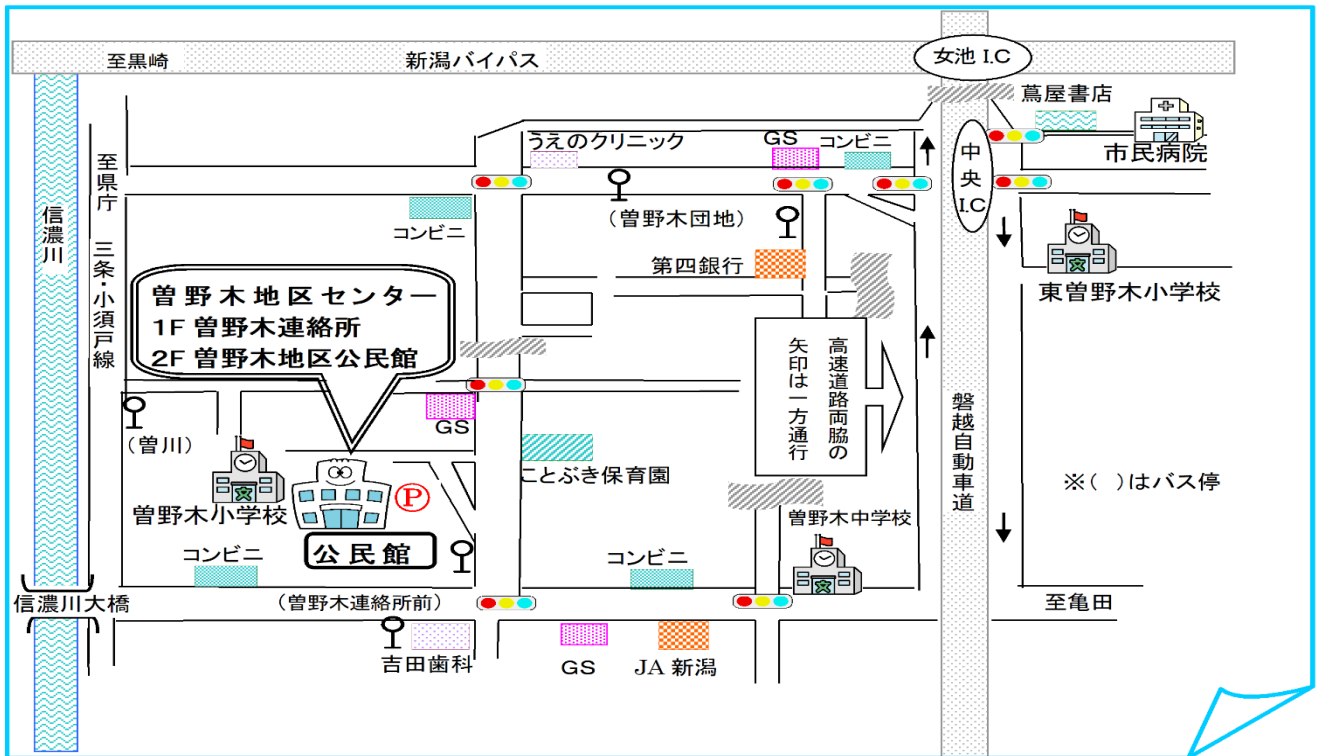 女池 I.C
至黒崎
新潟バイパス
蔦屋書店
市民病院
うえのクリニック
GS
コンビニ
中央 I.C
至県庁
三条・小須戸線
信濃川
コンビニ
(曽野木団地)
第四銀行
東曽野木小学校
曽野木地区センター
1F 曽野木連絡所
2F 曽野木地区公民館
高速道路両脇の
矢印は一方通行
磐越自動車道
(曽川)
GS
ことぶき保育園
※( )はバス停
曽野木小学校
P
曽野木中学校
公民館
コンビニ
コンビニ
信濃川大橋
(曽野木連絡所前)
至亀田
吉田歯科
GS
JA 新潟